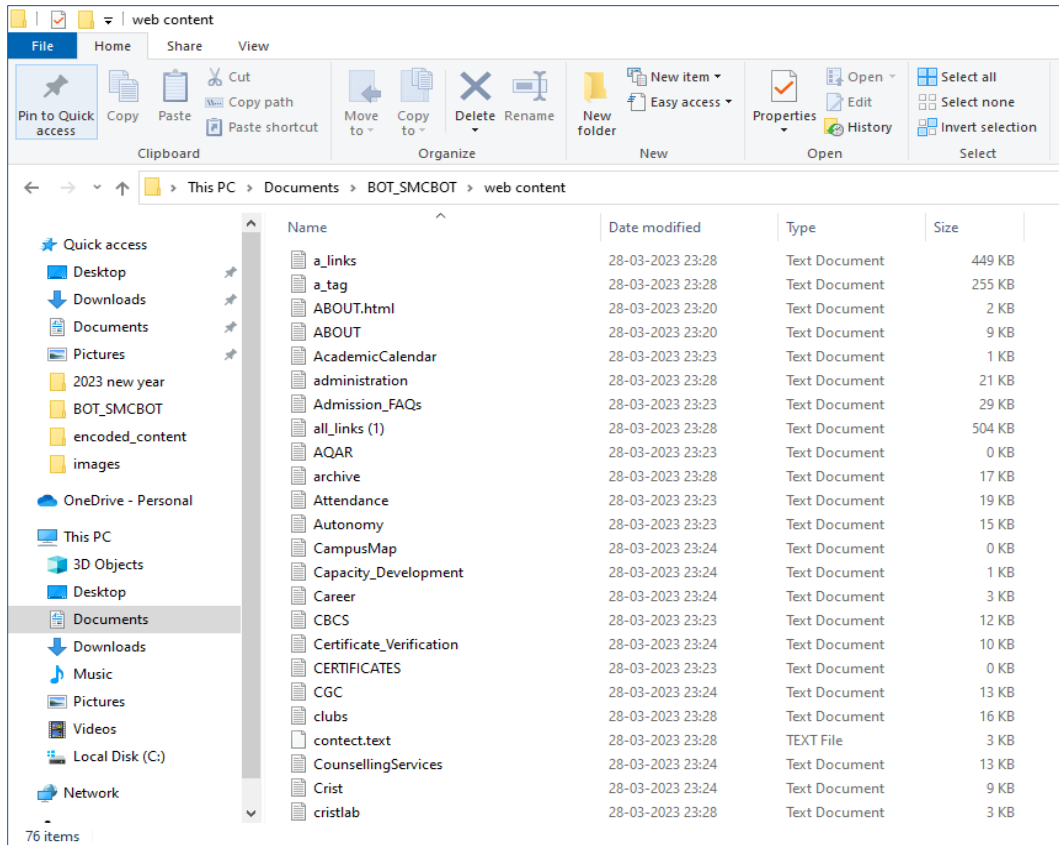 web content
File Home Share View
Pin to Quick access Copy Paste Cut Copy path Paste shortcut Move to Copy to Delete Rename New folder New item Easy access Properties Open Edit History Select all Select none Invert selection
Clipboard Organize New Open Select
This PC > Documents > BOT_SMCBOT > web content
Quick access
Desktop
Downloads
Documents
Pictures
2023 new year
BOT_SMCBOT
encoded_content
images
OneDrive - Personal
This PC
3D Objects
Desktop
Documents
Downloads
Music
Pictures
Videos
Local Disk (C:)
Network
Name Date modified Type Size
a_links 28-03-2023 23:28 Text Document 449 KB
a_tag 28-03-2023 23:28 Text Document 255 KB
ABOUT.html 28-03-2023 23:20 Text Document 2 KB
ABOUT 28-03-2023 23:20 Text Document 9 KB
AcademicCalendar 28-03-2023 23:23 Text Document 1 KB
administration 28-03-2023 23:28 Text Document 21 KB
Admission_FAQs 28-03-2023 23:23 Text Document 29 KB
all_links (1) 28-03-2023 23:28 Text Document 504 KB
AQAR 28-03-2023 23:23 Text Document 0 KB
archive 28-03-2023 23:28 Text Document 17 KB
Attendance 28-03-2023 23:23 Text Document 19 KB
Autonomy 28-03-2023 23:23 Text Document 15 KB
CampusMap 28-03-2023 23:24 Text Document 0 KB
Capacity_Development 28-03-2023 23:24 Text Document 1 KB
Career 28-03-2023 23:24 Text Document 3 KB
CBCS 28-03-2023 23:23 Text Document 12 KB
Certificate_Verification 28-03-2023 23:24 Text Document 10 KB
CERTIFICATES 28-03-2023 23:23 Text Document 0 KB
CGC 28-03-2023 23:24 Text Document 13 KB
clubs 28-03-2023 23:28 Text Document 16 KB
contect.text 28-03-2023 23:28 TEXT File 3 KB
CounsellingServices 28-03-2023 23:24 Text Document 13 KB
Crist 28-03-2023 23:24 Text Document 9 KB
cristlab 28-03-2023 23:28 Text Document 3 KB
76 items